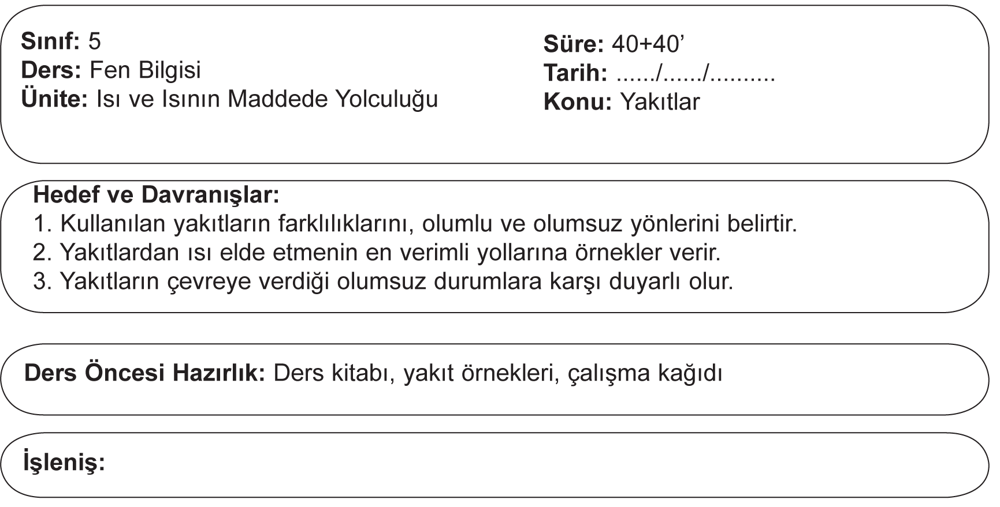 Sınıf: 5
Ders: Fen Bilgisi
Ünite: Isı ve Isının Maddede Yolculuğu
Süre: 40+40’
Tarih: ....../....../..........
Konu: Yakıtlar
Hedef ve Davranışlar:
1. Kullanılan yakıtların farklılıklarını, olumlu ve olumsuz yönlerini belirtir.
2. Yakıtlardan ısı elde etmenin en verimli yollarına örnekler verir.
3. Yakıtların çevreye verdiği olumsuz durumlara karşı duyarlı olur.
Ders Öncesi Hazırlık: Ders kitabı, yakıt örnekleri, çalışma kağıdı
İşleniş: